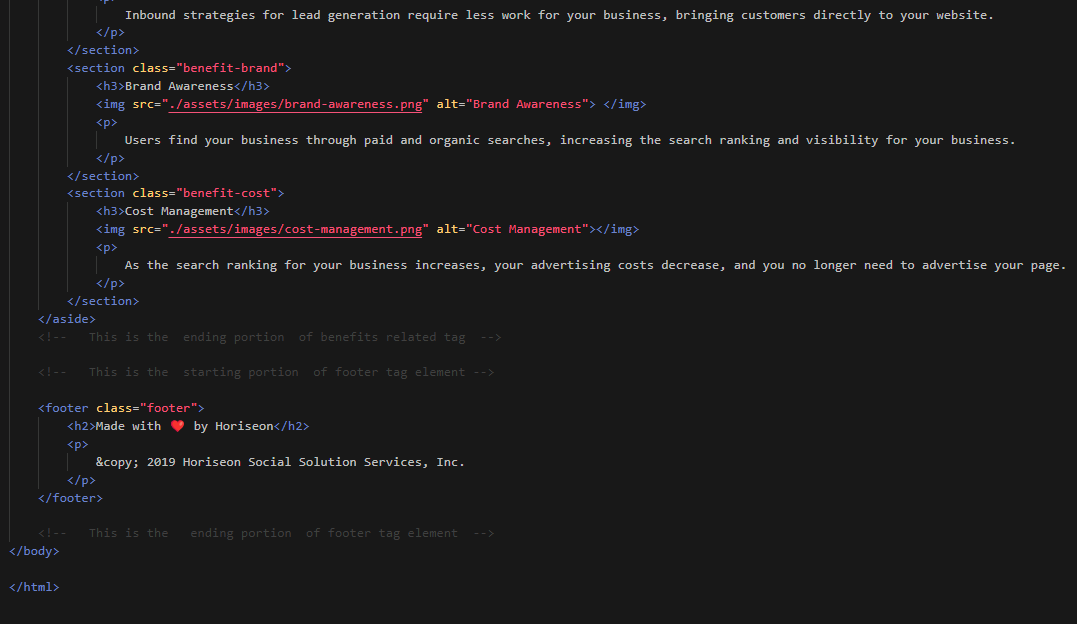 <p>
Inbound strategies for lead generation require less work for your business, bringing customers directly to your website.
</p>
</section>
<section class="benefit-brand">
<h3>Brand Awareness</h3>
<img src="./assets/images/brand-awareness.png" alt="Brand Awareness"> </img>
<p>
Users find your business through paid and organic searches, increasing the search ranking and visibility for your business.
</p>
</section>
<section class="benefit-cost">
<h3>Cost Management</h3>
<img src="./assets/images/cost-management.png" alt="Cost Management"></img>
<p>
As the search ranking for your business increases, your advertising costs decrease, and you no longer need to advertise your page.
</p>
</section>
</aside>
<!--   This is the  ending portion  of benefits related tag  -->
<!--   This is the  starting portion  of footer tag element -->
<footer class="footer">
<h2>Made with ❤️ by Horiseon</h2>
<p>
&copy; 2019 Horiseon Social Solution Services, Inc.
</p>
</footer>
<!--   This is the   ending portion  of footer tag element  -->
</body>
</html>